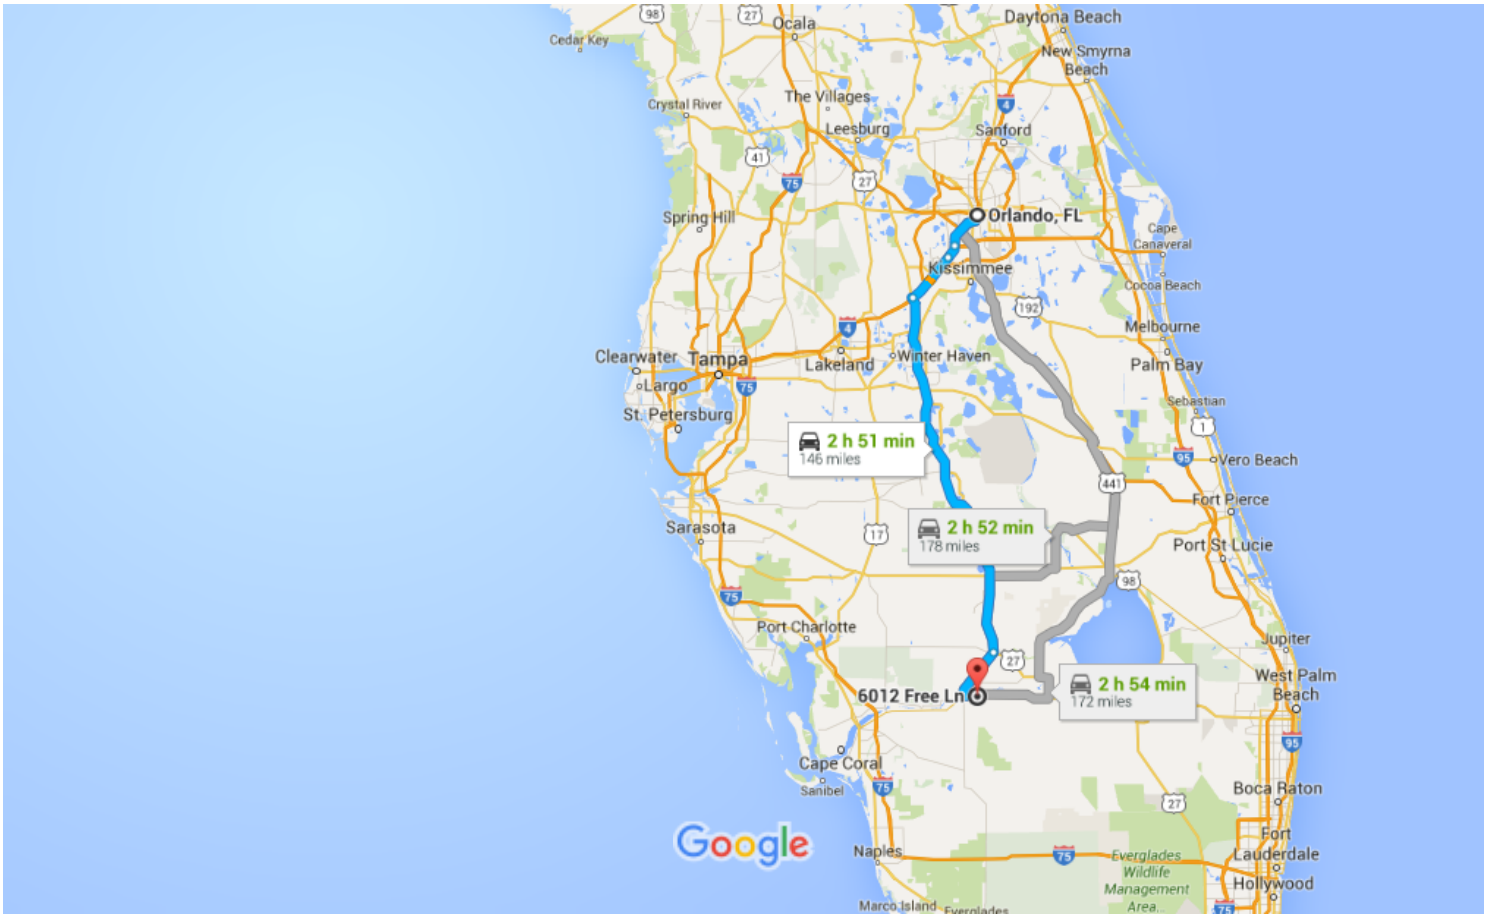 98
27
Ocala
Daytona Beach
Cedar Key
New Smyrna
Beach
The Villages
Crystal River
4
Leesburg
Sanford
41
75
27
Spring Hill
Orlando, FL
Cape
Canaveral
Kissimmee
Cocoa Beach
192
4
Melbourne
Clearwater
Tampa
Winter Haven
Lakeland
Palm Bay
Largo
75
Sebastian
St. Petersburg
1
2 h 51 min
146 miles
95
Vero Beach
441
Fort Pierce
Sarasota
2 h 52 min
178 miles
17
Port St Lucie
98
75
Port Charlotte
Jupiter
27
West Palm
Beach
6012 Free Ln
2 h 54 min
172 miles
95
Cape Coral
Sanibel
75
Boca Raton
27
Google
Fort
Lauderdale
Naples
75
Everglades
Wildlife
Management
Area...
Hollywood
Marco Island
Everglades
75